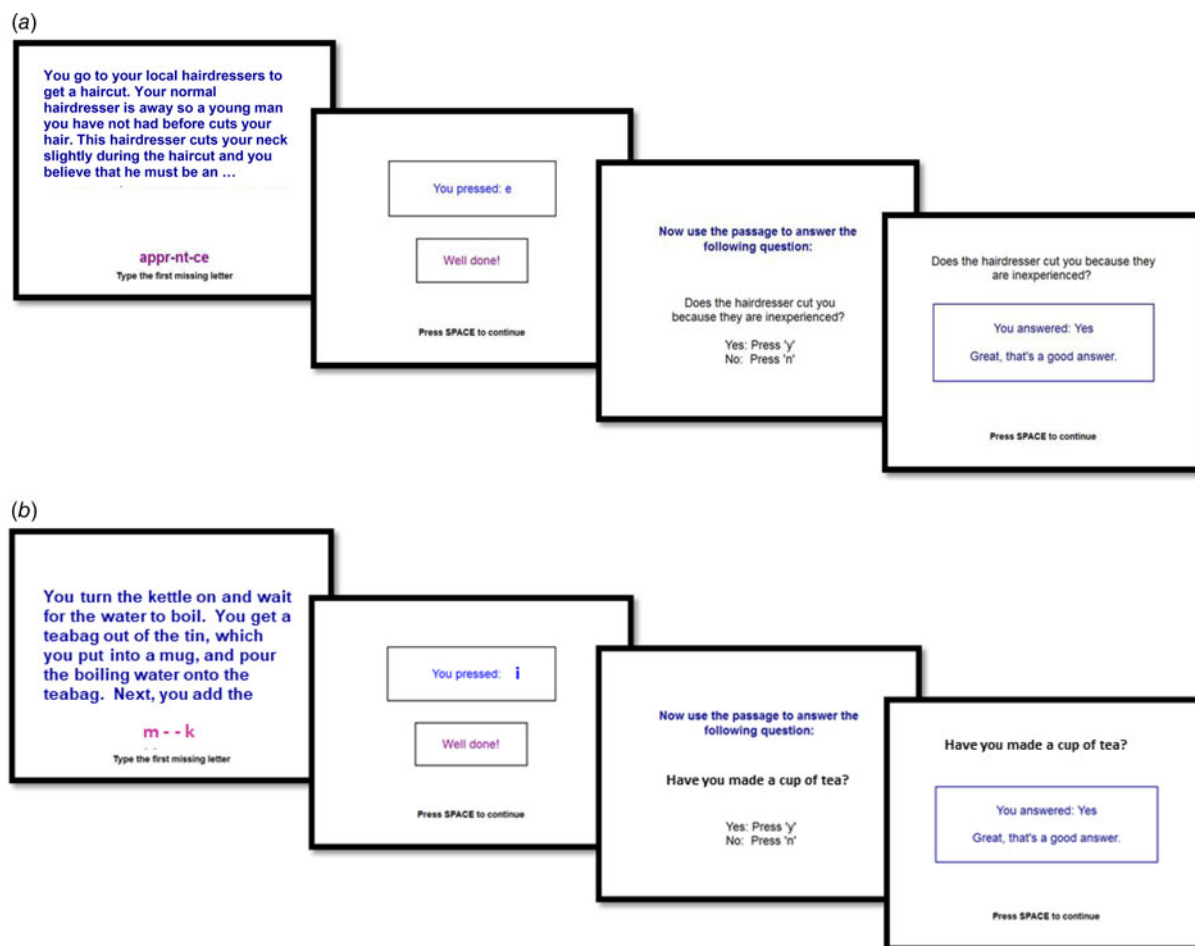 (a)
You go to your local hairdressers to
get a haircut. Your normal
hairdresser is away so a young man
you have not had before cuts your
hair. This hairdresser cuts your neck
slightly during the haircut and you
believe that he must be an …
appr-nt-ce
Type the first missing letter
You pressed: e
Well done!
Press SPACE to continue
Now use the passage to answer the
following question:
Does the hairdresser cut you
because they are inexperienced?
Yes: Press 'y'
No: Press 'n'
Does the hairdresser cut you because they
are inexperienced?
You answered: Yes
Great, that's a good answer.
Press SPACE to continue
(b)
You turn the kettle on and wait
for the water to boil. You get a
teabag out of the tin, which
you put into a mug, and pour
the boiling water onto the
teabag. Next, you add the
m - - k
Type the first missing letter
You pressed: i
Well done!
Press SPACE to continue
Now use the passage to answer the
following question:
Have you made a cup of tea?
Yes: Press 'y'
No: Press 'n'
Have you made a cup of tea?
You answered: Yes
Great, that's a good answer.
Press SPACE to continue